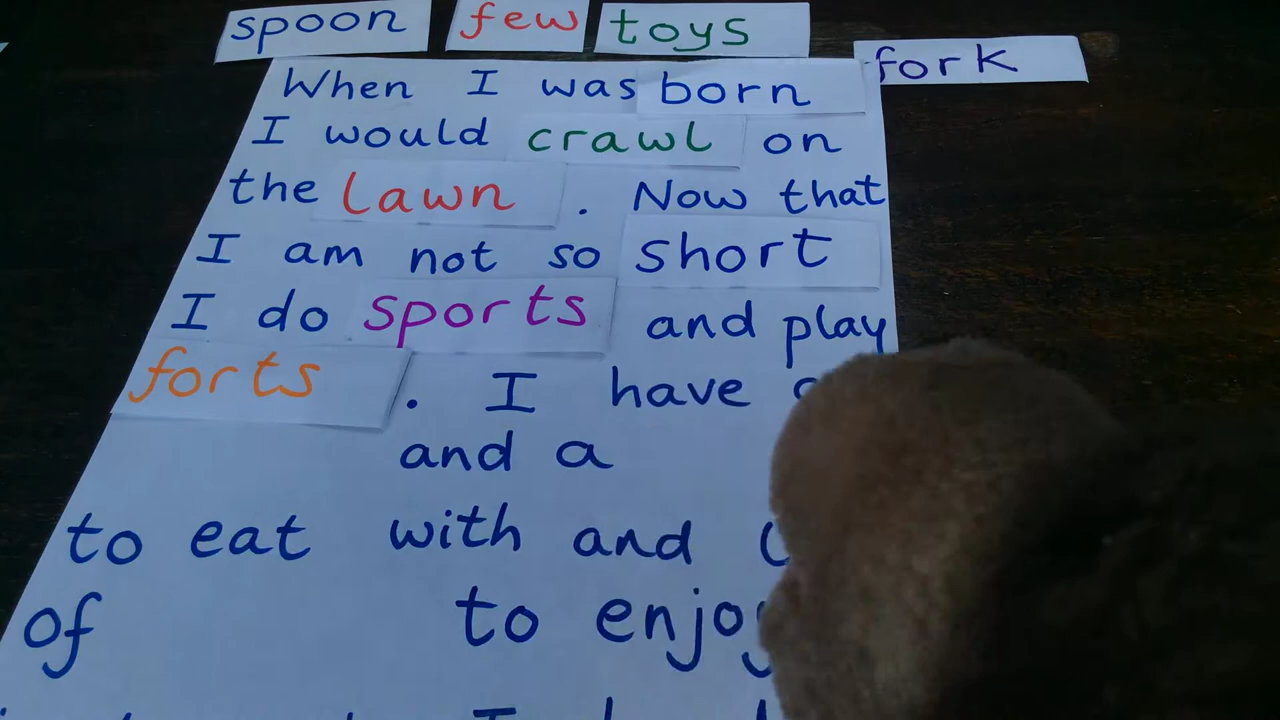 spoon few toys
fork
When I was born
I would crawl on
the lawn . Now that
I am not so short
I do sports and play
forts . I have
and a
to eat with and
of to enjoy